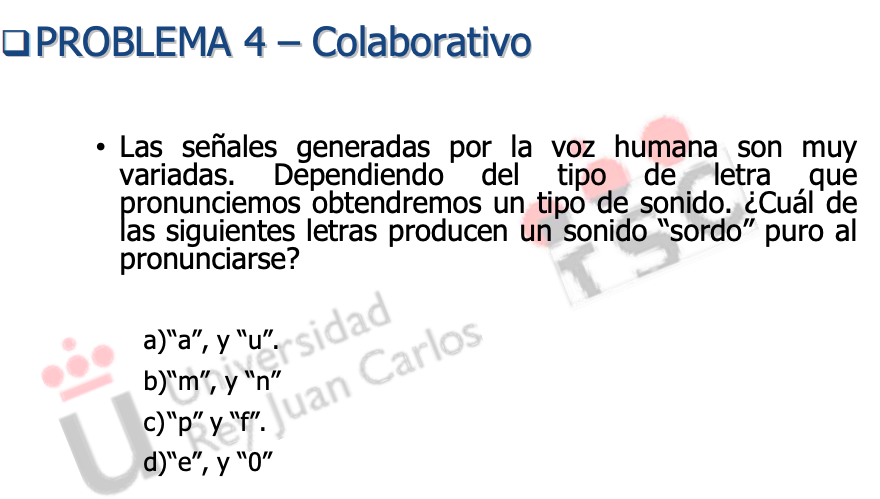 PROBLEMA 4 – Colaborativo
• Las señales generadas por la voz humana son muy
variadas. Dependiendo del tipo de letra que
pronunciemos obtendremos un tipo de sonido. ¿Cuál de
las siguientes letras producen un sonido “sordo” puro al
pronunciarse?
a)“a”, y “u”.
b)“m”, y “n”
c)“p” y “f”.
d)“e”, y “0”
Universidad
Rey Juan Carlos
TSC